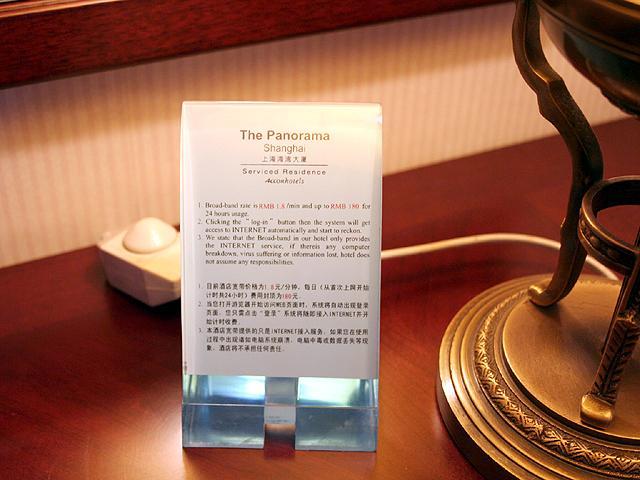 The Panorama
Shanghai
上海湾大厦
Serviced Residence
Accorhotels
1. Broad-band rate is RMB 1.8 /min and up to RMB 180 for
24 hours usage.
2. Clicking the "log-in" button then the system will get
access to INTERNET automatically and start to reckon.
3. We state that the Broad-band in our hotel only provides
the INTERNET service, if therein any computer
breakdown, virus suffering or information lost, hotel does
not assume any responsibilities.
1. 目前酒店宽带价格为1.8元/分钟，每日（从首次上网开始
计时共24小时）费用封顶为180元.
2. 当您打开浏览器开始访问WEB页面时，系统将自动出现登录
页面，您只需点击"登录"系统将随即接入INTERNET并开
始计时收费.
3. 本酒店宽带提供的只是INTERNET接入服务，如果您在使用
过程中出现诸如电脑系统崩溃，电脑中毒或数据丢失等现
象，酒店将不承担任何责任.